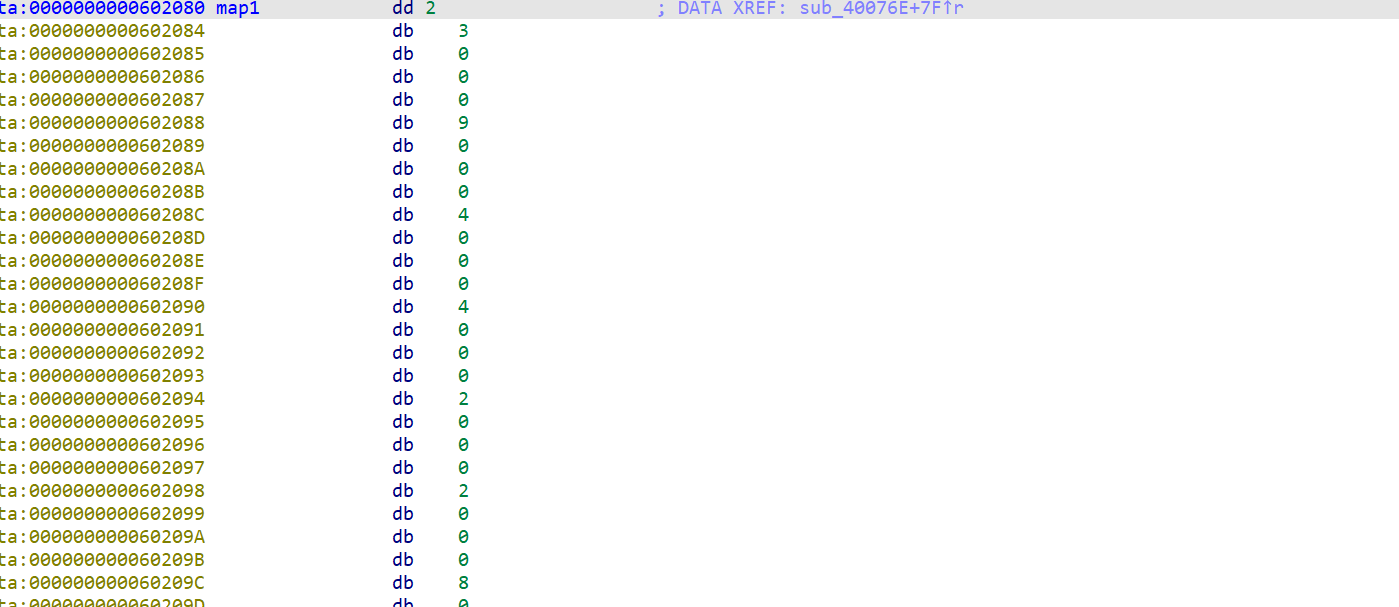 ta:0000000000602080 map1 dd 2 ; DATA XREF: sub_40076E+7F↑r
ta:0000000000602084 db 3
ta:0000000000602085 db 0
ta:0000000000602086 db 0
ta:0000000000602087 db 0
ta:0000000000602088 db 9
ta:0000000000602089 db 0
ta:000000000060208A db 0
ta:000000000060208B db 0
ta:000000000060208C db 4
ta:000000000060208D db 0
ta:000000000060208E db 0
ta:000000000060208F db 0
ta:0000000000602090 db 4
ta:0000000000602091 db 0
ta:0000000000602092 db 0
ta:0000000000602093 db 0
ta:0000000000602094 db 2
ta:0000000000602095 db 0
ta:0000000000602096 db 0
ta:0000000000602097 db 0
ta:0000000000602098 db 2
ta:0000000000602099 db 0
ta:000000000060209A db 0
ta:000000000060209B db 0
ta:000000000060209C db 8
ta:000000000060209D db 0